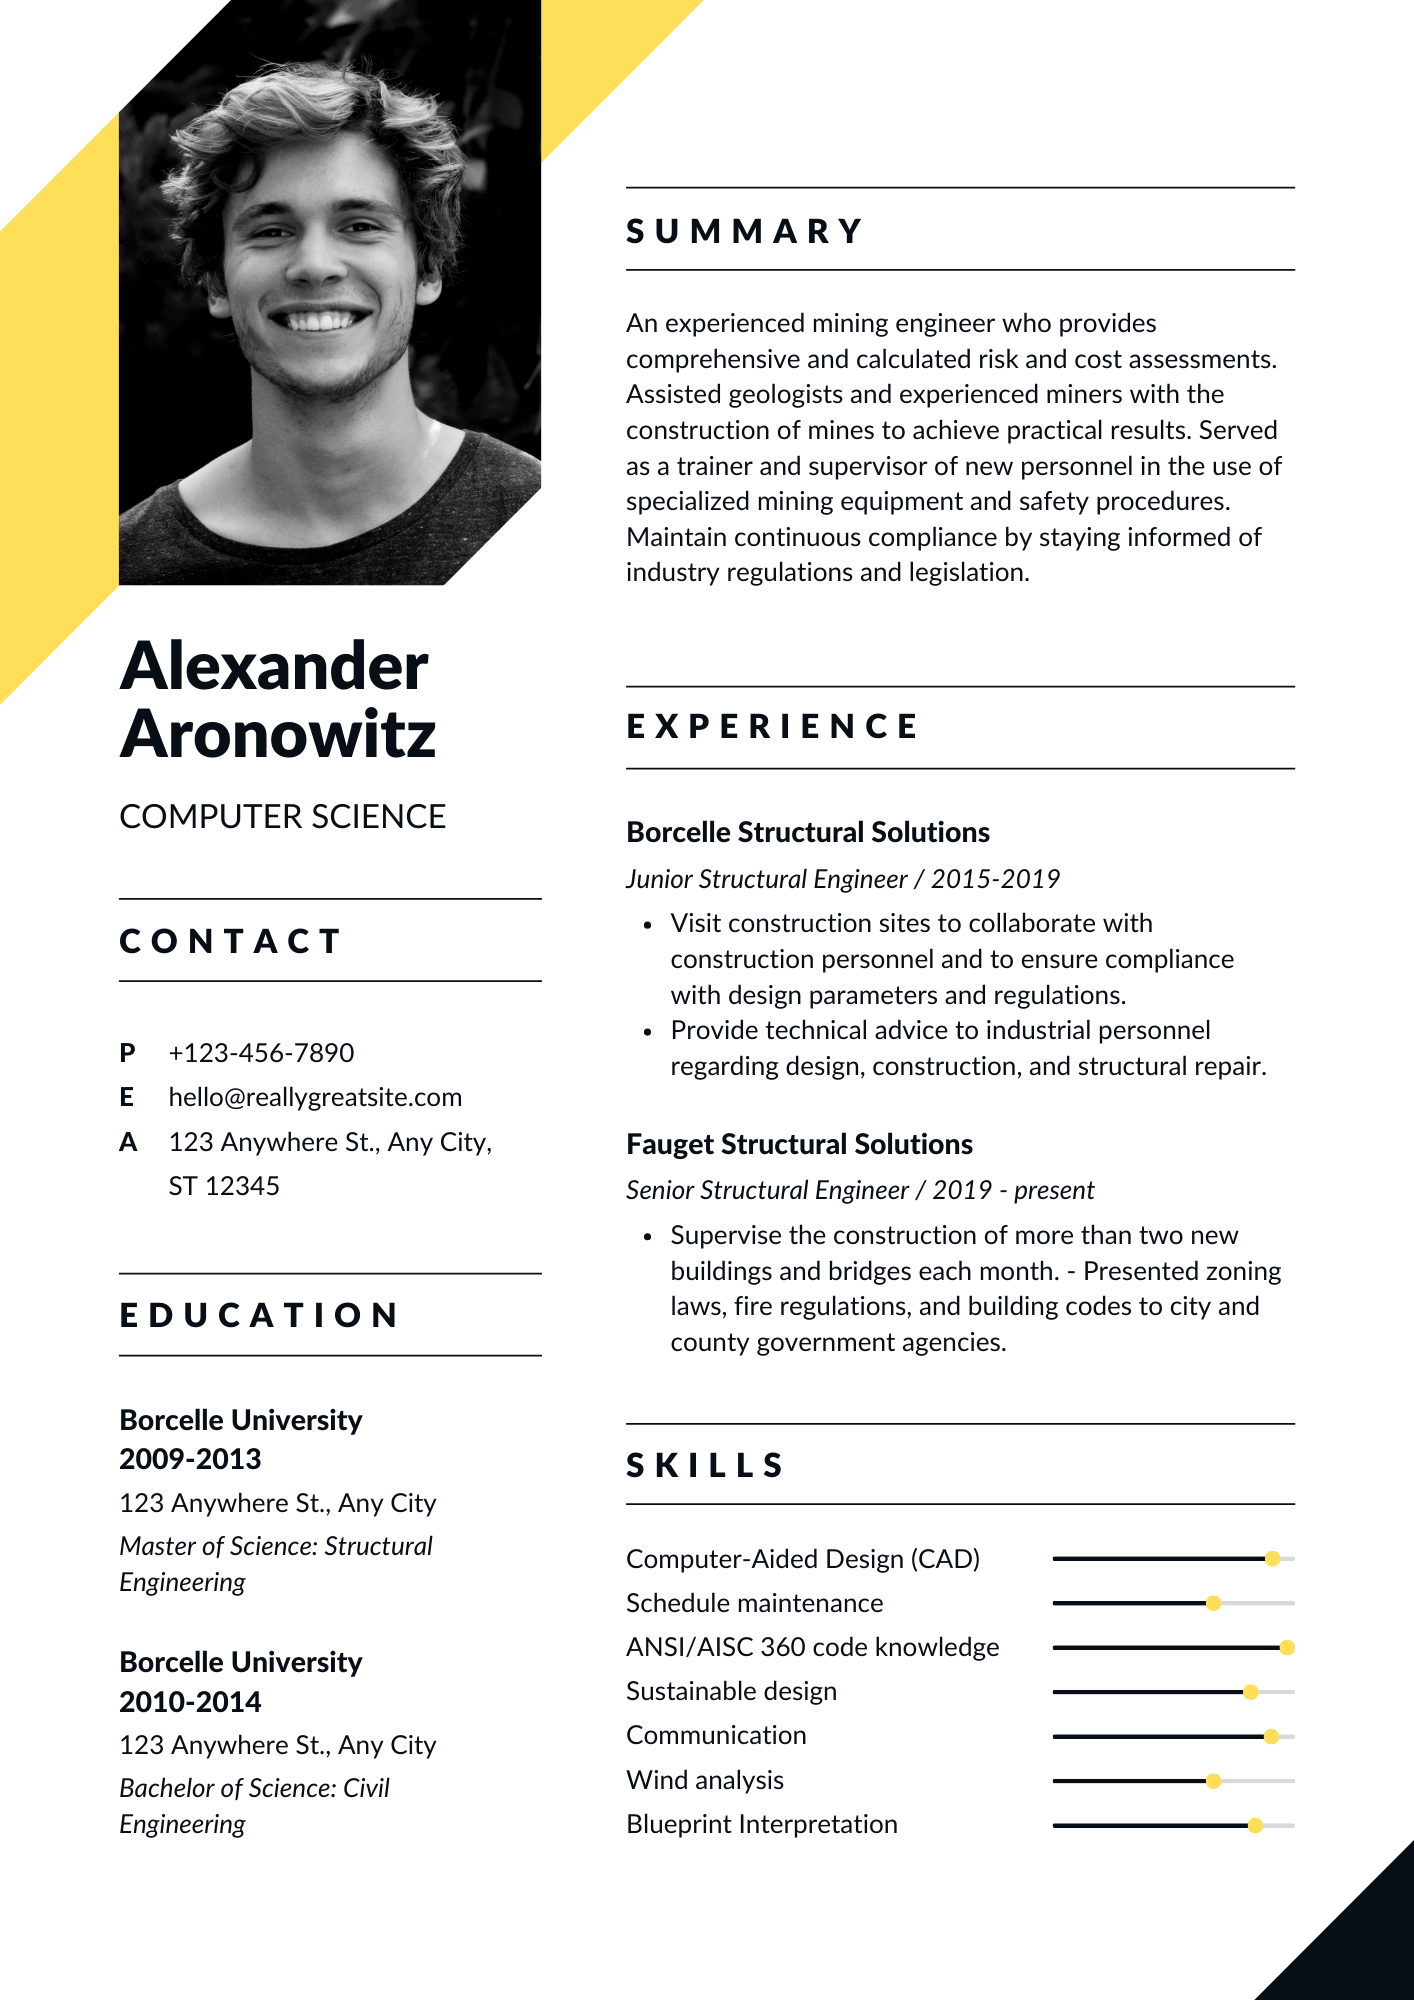 Alexander
Aronowitz
COMPUTER SCIENCE
CONTACT
P +123-456-7890
E hello@reallygreatsite.com
A 123 Anywhere St., Any City,
ST 12345
EDUCATION
Borcelle University
2009-2013
123 Anywhere St., Any City
Master of Science: Structural
Engineering
Borcelle University
2010-2014
123 Anywhere St., Any City
Bachelor of Science: Civil
Engineering
SUMMARY
An experienced mining engineer who provides
comprehensive and calculated risk and cost assessments.
Assisted geologists and experienced miners with the
construction of mines to achieve practical results. Served
as a trainer and supervisor of new personnel in the use of
specialized mining equipment and safety procedures.
Maintain continuous compliance by staying informed of
industry regulations and legislation.
EXPERIENCE
Borcelle Structural Solutions
Junior Structural Engineer / 2015-2019
• Visit construction sites to collaborate with
construction personnel and to ensure compliance
with design parameters and regulations.
• Provide technical advice to industrial personnel
regarding design, construction, and structural repair.
Fauget Structural Solutions
Senior Structural Engineer / 2019 - present
• Supervise the construction of more than two new
buildings and bridges each month. - Presented zoning
laws, fire regulations, and building codes to city and
county government agencies.
SKILLS
Computer-Aided Design (CAD)
Schedule maintenance
ANSI/AISC 360 code knowledge
Sustainable design
Communication
Wind analysis
Blueprint Interpretation